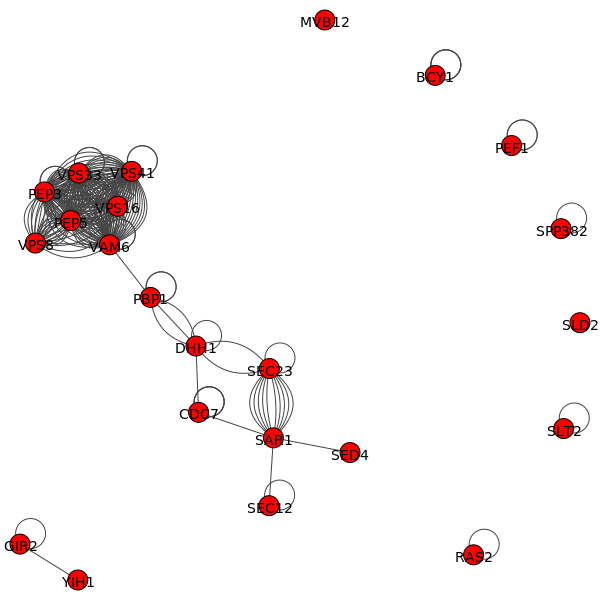 MVB12
BCY1
PEF1
VPS33
VPS41
PEP3
VPS16
PEP5
SPP382
VPS8
VAM6
PBP1
SLD2
DHH1
SEC23
CDC7
SLT2
SAR1
SED4
SEC12
GIR2
RAS2
YIH1